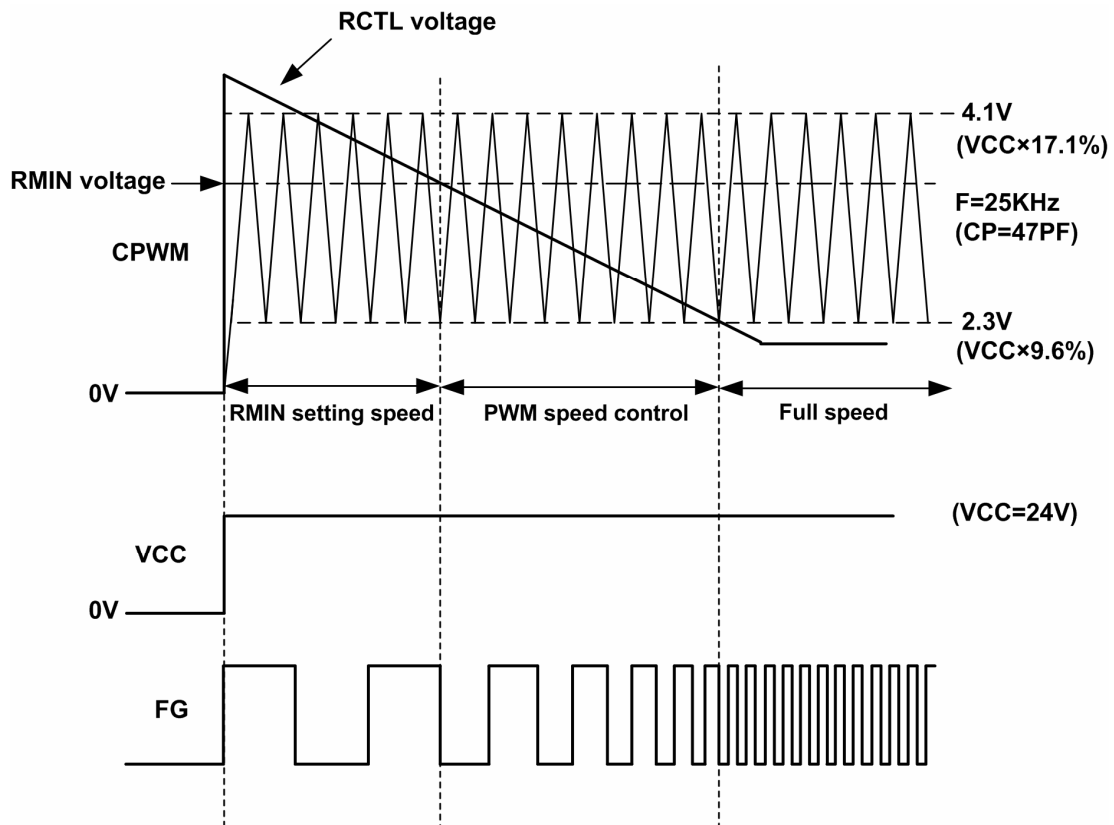 RCTL voltage
4.1V
(VCC×17.1%)
RMIN voltage
F=25KHz
(CP=47PF)
CPWM
2.3V
(VCC×9.6%)
0V
RMIN setting speed
PWM speed control
Full speed
(VCC=24V)
VCC
0V
FG